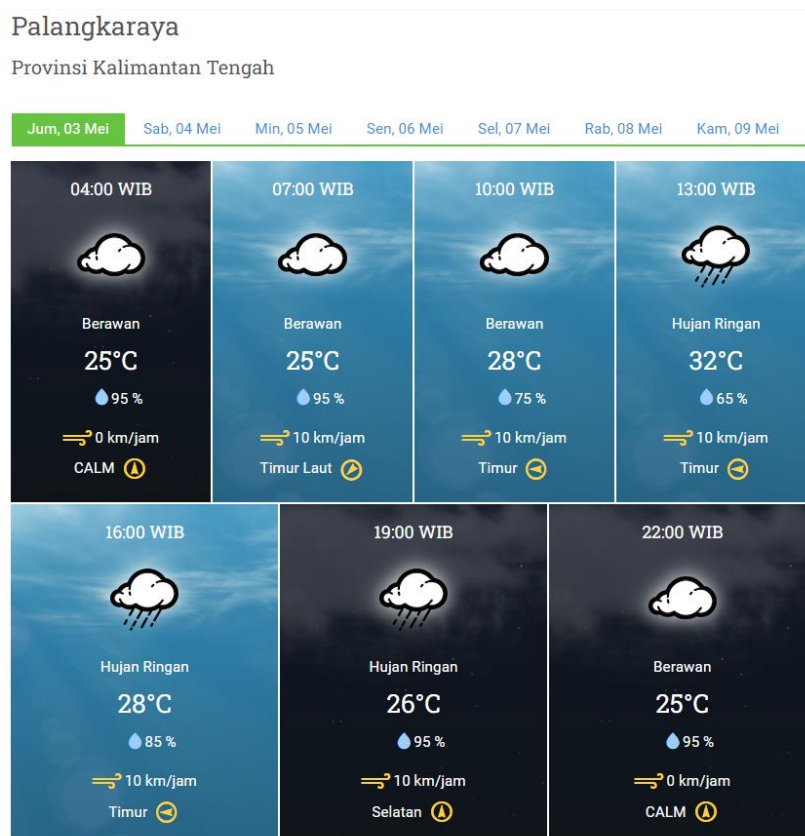 Palangkaraya
Provinsi Kalimantan Tengah
Jum, 03 Mei
Sab, 04 Mei
Min, 05 Mei
Sen, 06 Mei
Sel, 07 Mei
Rab, 08 Mei
Kam, 09 Mei
04:00 WIB
Berawan
25°C
95 %
0 km/jam
CALM
07:00 WIB
Berawan
25°C
95 %
10 km/jam
Timur Laut
10:00 WIB
Berawan
28°C
75 %
10 km/jam
Timur
13:00 WIB
Hujan Ringan
32°C
65 %
10 km/jam
Timur
16:00 WIB
Hujan Ringan
28°C
85 %
10 km/jam
Timur
19:00 WIB
Hujan Ringan
26°C
95 %
10 km/jam
Selatan
22:00 WIB
Berawan
25°C
95 %
0 km/jam
CALM